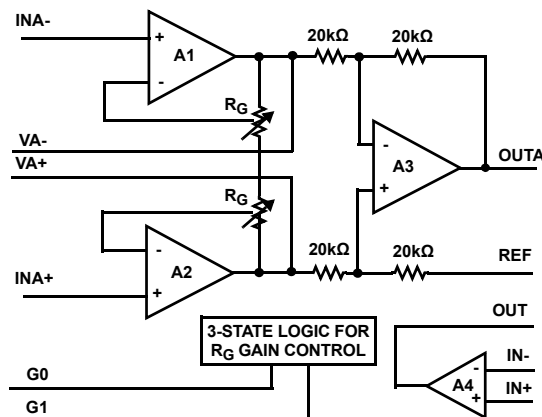 INA-
20kΩ
20kΩ
+
A1
-
RG
VA-
-
VA+
A3
OUTA
+
RG
20kΩ
20kΩ
-
A2
REF
INA+
+
OUT
3-STATE LOGIC FOR
RG GAIN CONTROL
IN-
-
A4
IN+
+
G0
G1